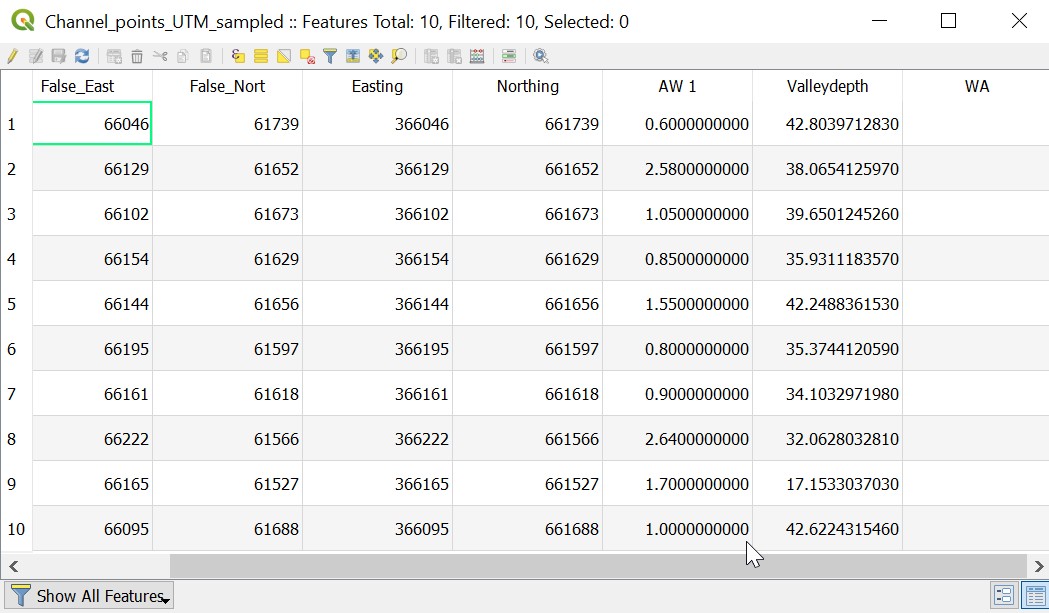 Channel_points_UTM_sampled :: Features Total: 10, Filtered: 10, Selected: 0
False_East False_Nort Easting Northing AW 1 Valleydepth WA
1 66046 61739 366046 661739 0.6000000000 42.8039712830
2 66129 61652 366129 661652 2.5800000000 38.0654125970
3 66102 61673 366102 661673 1.0500000000 39.6501245260
4 66154 61629 366154 661629 0.8500000000 35.9311183570
5 66144 61656 366144 661656 1.5500000000 42.2488361530
6 66195 61597 366195 661597 0.8000000000 35.3744120590
7 66161 61618 366161 661618 0.9000000000 34.1032971980
8 66222 61566 366222 661566 2.6400000000 32.0628032810
9 66165 61527 366165 661527 1.7000000000 17.1533037030
10 66095 61688 366095 661688 1.0000000000 42.6224315460
Show All Features